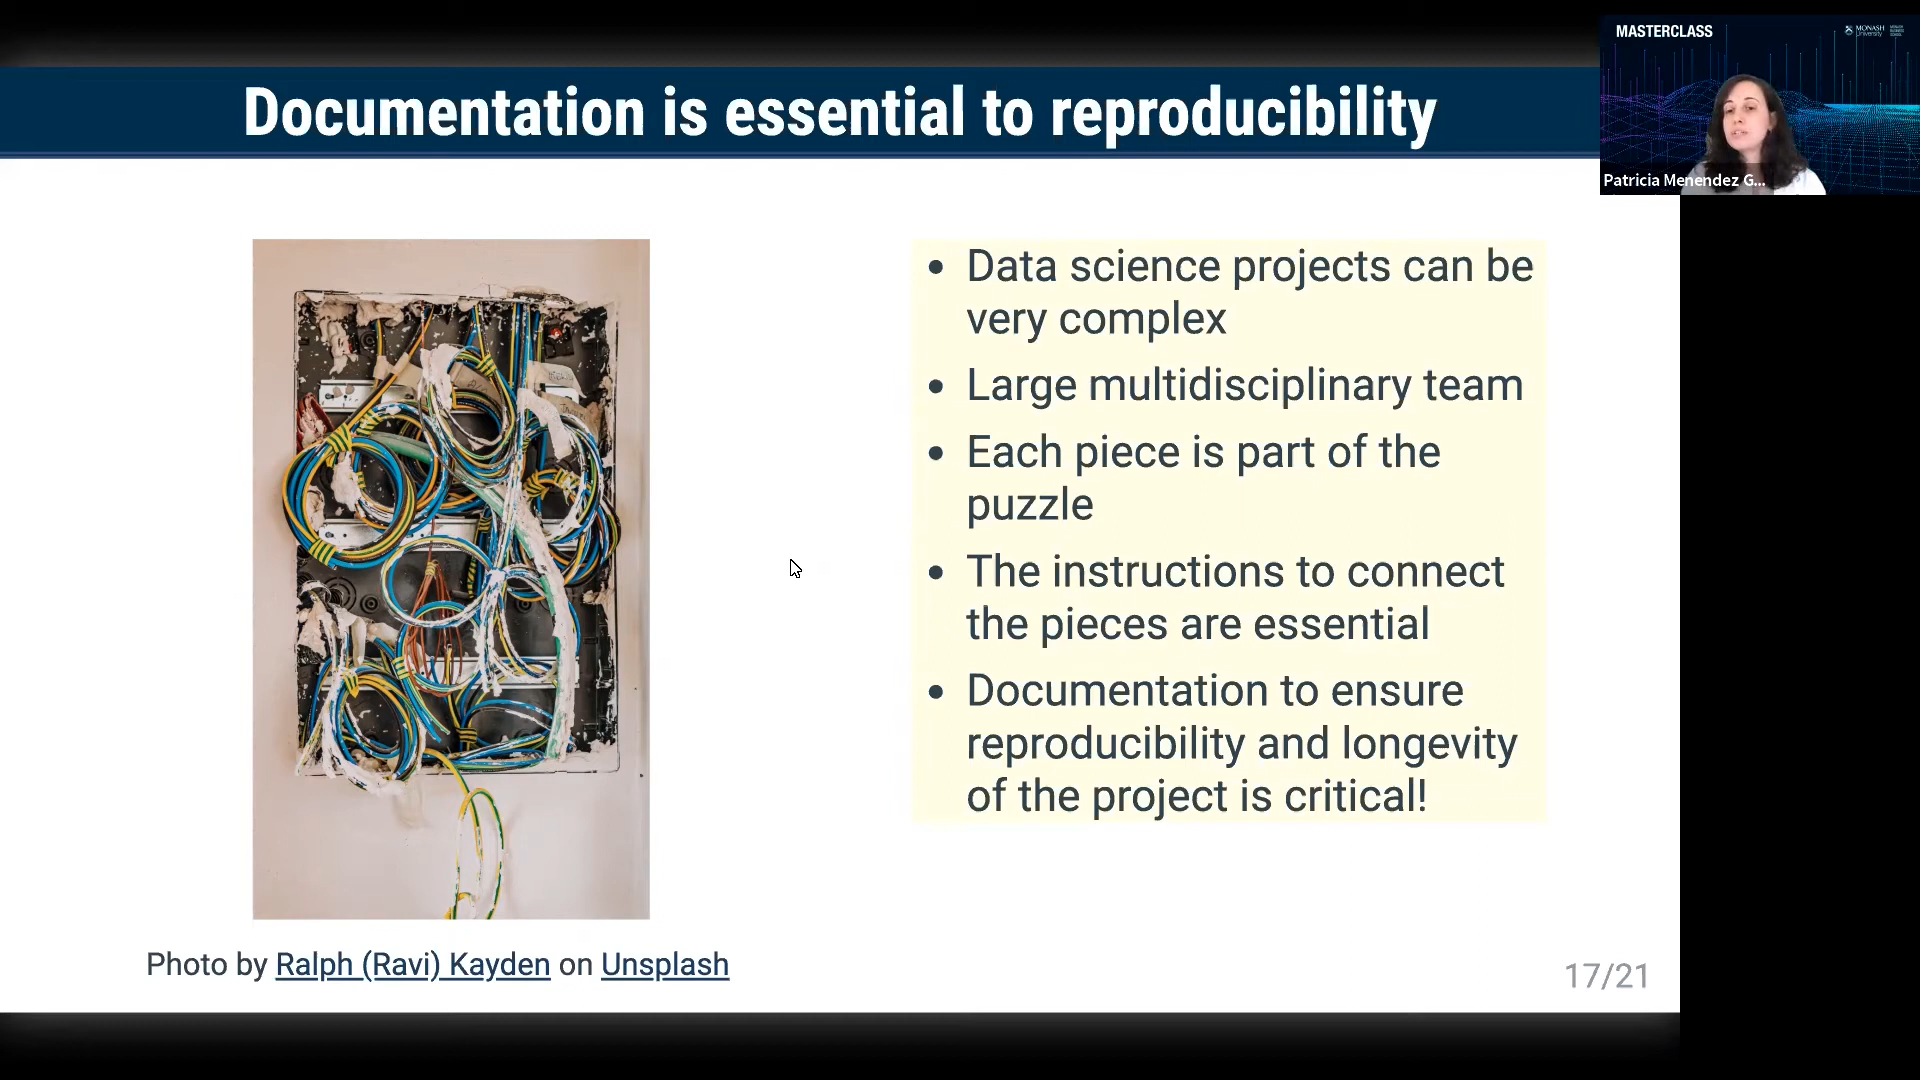 MASTERCLASS
MONASH
University
Documentation is essential to reproducibility
Patricia Menendez G...
• Data science projects can be
very complex
• Large multidisciplinary team
• Each piece is part of the
puzzle
• The instructions to connect
the pieces are essential
• Documentation to ensure
reproducibility and longevity
of the project is critical!
Photo by Ralph (Ravi) Kayden on Unsplash
17/21